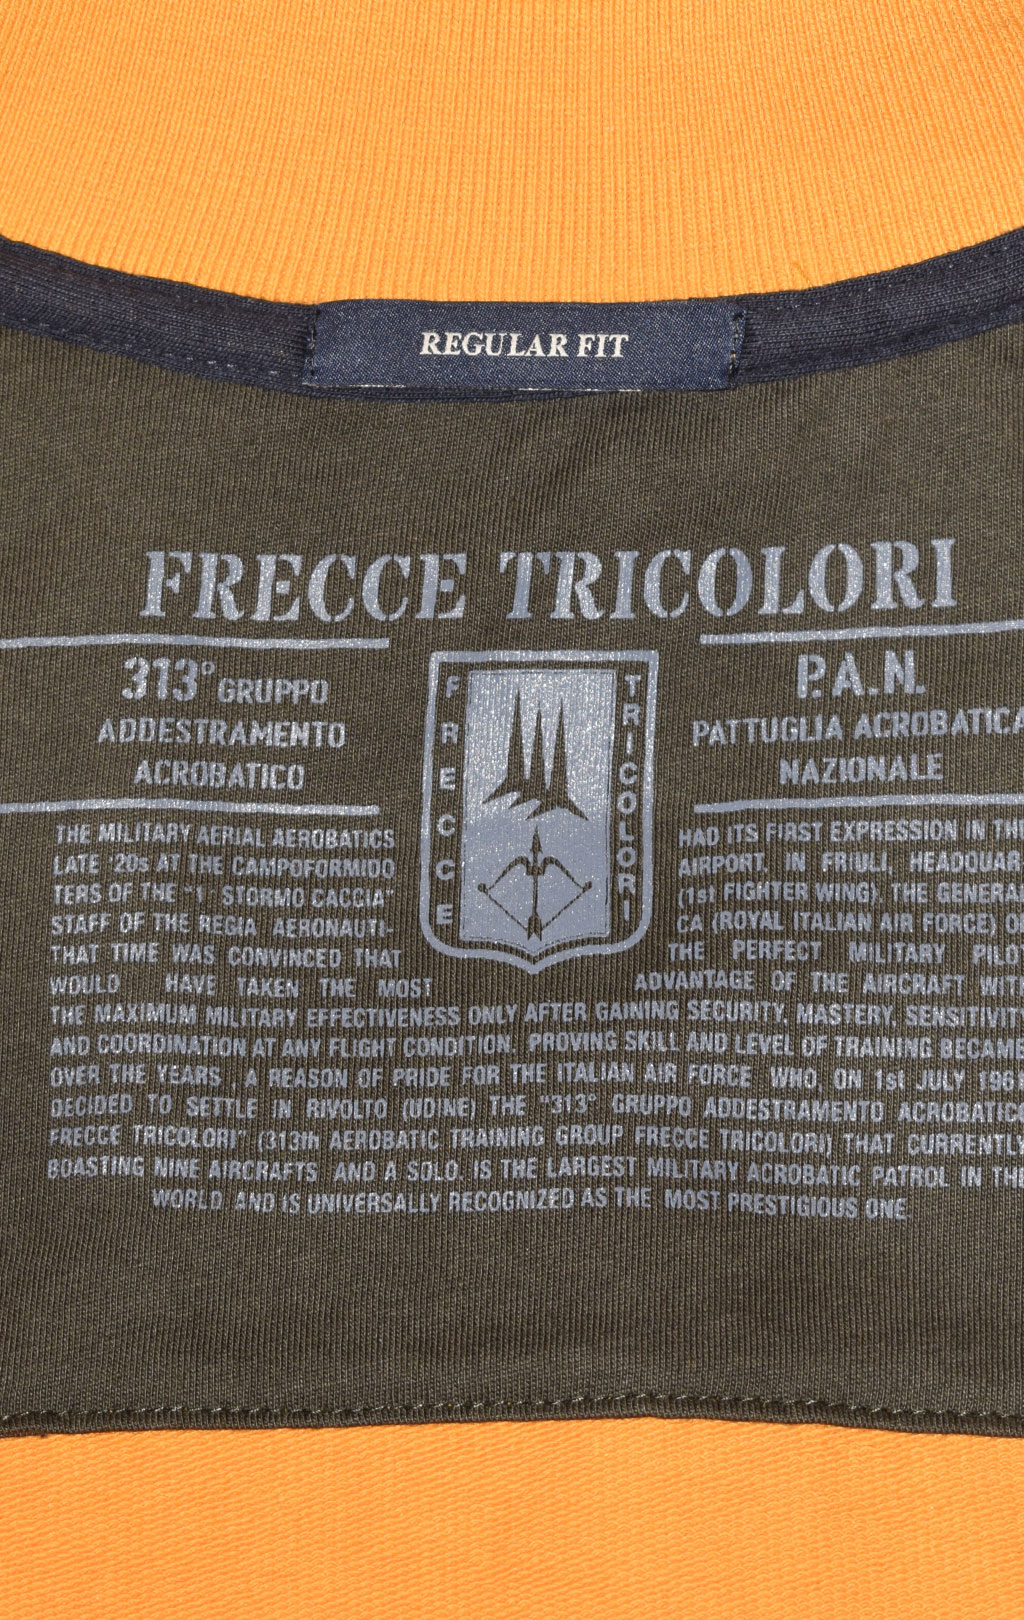 REGULAR FIT
FRECCE TRICOLORI
313° GRUPPO
ADDESTRAMENTO
ACROBATICO
P.A.N.
PATTUGLIA ACROBATICA
NAZIONALE
FRECCE
TRICOLORI
THE MILITARY AERIAL AEROBATICS HAD ITS FIRST EXPRESSION IN THE
LATE '20s AT THE CAMPOFORMIDO AIRPORT, IN FRIULI, HEADQUAR
TERS OF THE "1° STORMO CACCIA" (1st FIGHTER WING). THE GENERAL
STAFF OF THE REGIA AERONAUTI- CA (ROYAL ITALIAN AIR FORCE) OF
THAT TIME WAS CONVINCED THAT THE PERFECT MILITARY PILOT
WOULD HAVE TAKEN THE MOST ADVANTAGE OF THE AIRCRAFT WITH
THE MAXIMUM MILITARY EFFECTIVENESS ONLY AFTER GAINING SECURITY, MASTERY, SENSITIVITY
AND COORDINATION AT ANY FLIGHT CONDITION. PROVING SKILL AND LEVEL OF TRAINING BECAME
OVER THE YEARS , A REASON OF PRIDE FOR THE ITALIAN AIR FORCE WHO, ON 1st JULY 1961
DECIDED TO SETTLE IN RIVOLTO (UDINE) THE "313° GRUPPO ADDESTRAMENTO ACROBATICO
FRECCE TRICOLORI" (313th AEROBATIC TRAINING GROUP FRECCE TRICOLORI) THAT CURRENTLY
BOASTING NINE AIRCRAFTS AND A SOLO, IS THE LARGEST MILITARY ACROBATIC PATROL IN THE
WORLD, AND IS UNIVERSALLY RECOGNIZED AS THE MOST PRESTIGIOUS ONE